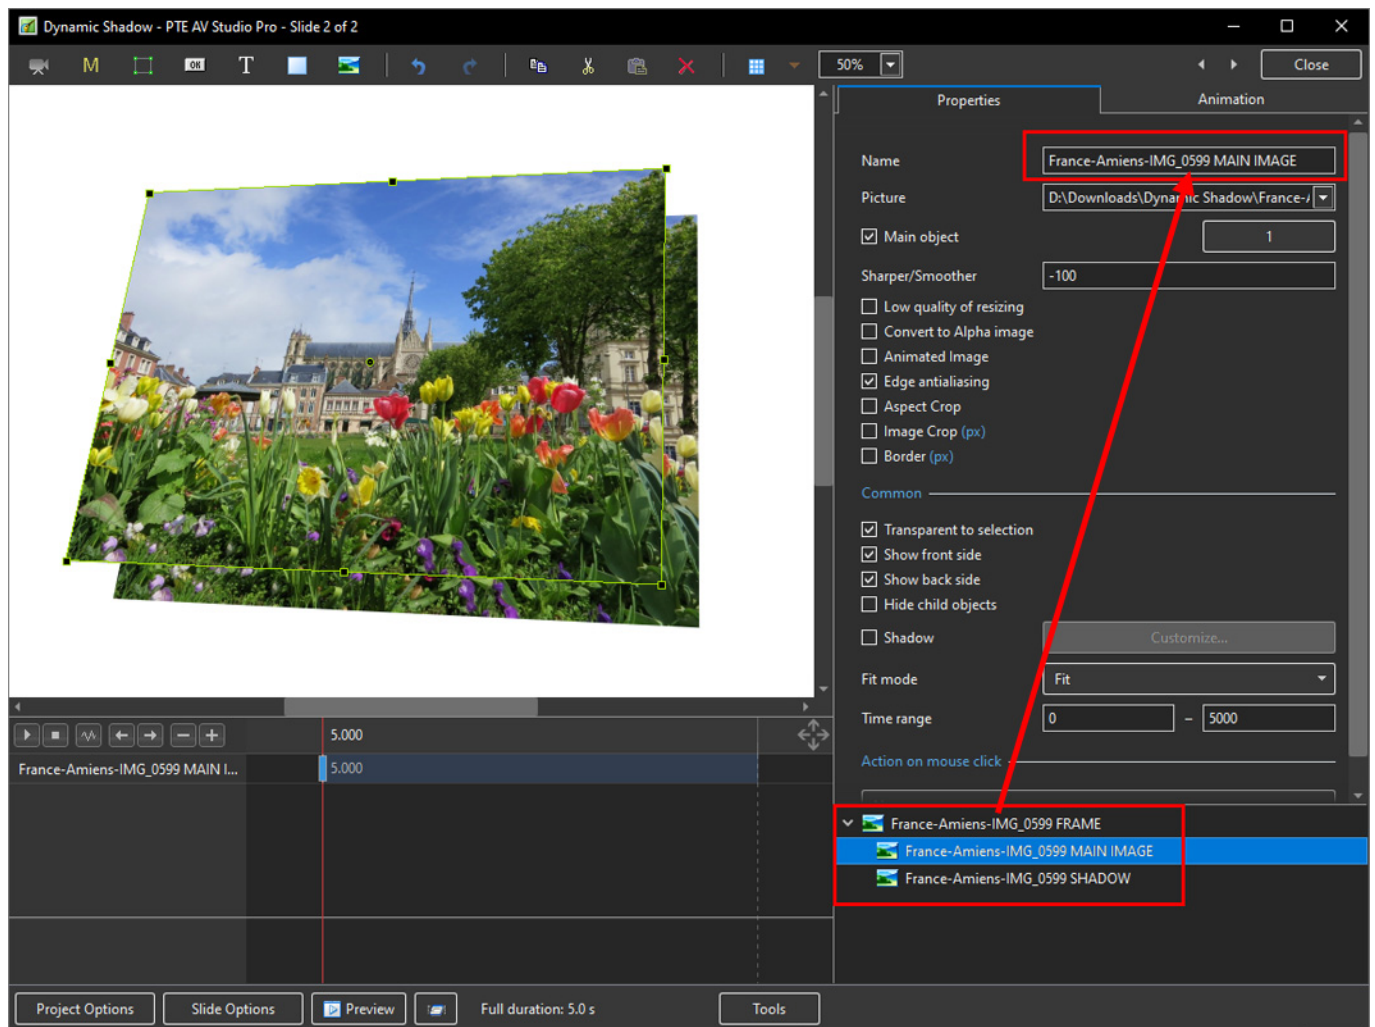 Dynamic Shadow - PTE AV Studio Pro - Slide 2 of 2
M
OK
T
50%
Close
Properties
Animation
Name
France-Amiens-IMG_0599 MAIN IMAGE
Picture
D:\Downloads\Dynamic Shadow\France-A
Main object
1
Sharper/Smoother
-100
Low quality of resizing
Convert to Alpha image
Animated Image
Edge antialiasing
Aspect Crop
Image Crop (px)
Border (px)
Common
Transparent to selection
Show front side
Show back side
Hide child objects
Shadow
Customize...
Fit mode
Fit
Time range
0
–
5000
5.000
France-Amiens-IMG_0599 MAIN I...
5.000
Action on mouse click
France-Amiens-IMG_0599 FRAME
France-Amiens-IMG_0599 MAIN IMAGE
France-Amiens-IMG_0599 SHADOW
Project Options
Slide Options
Preview
Full duration: 5.0 s
Tools